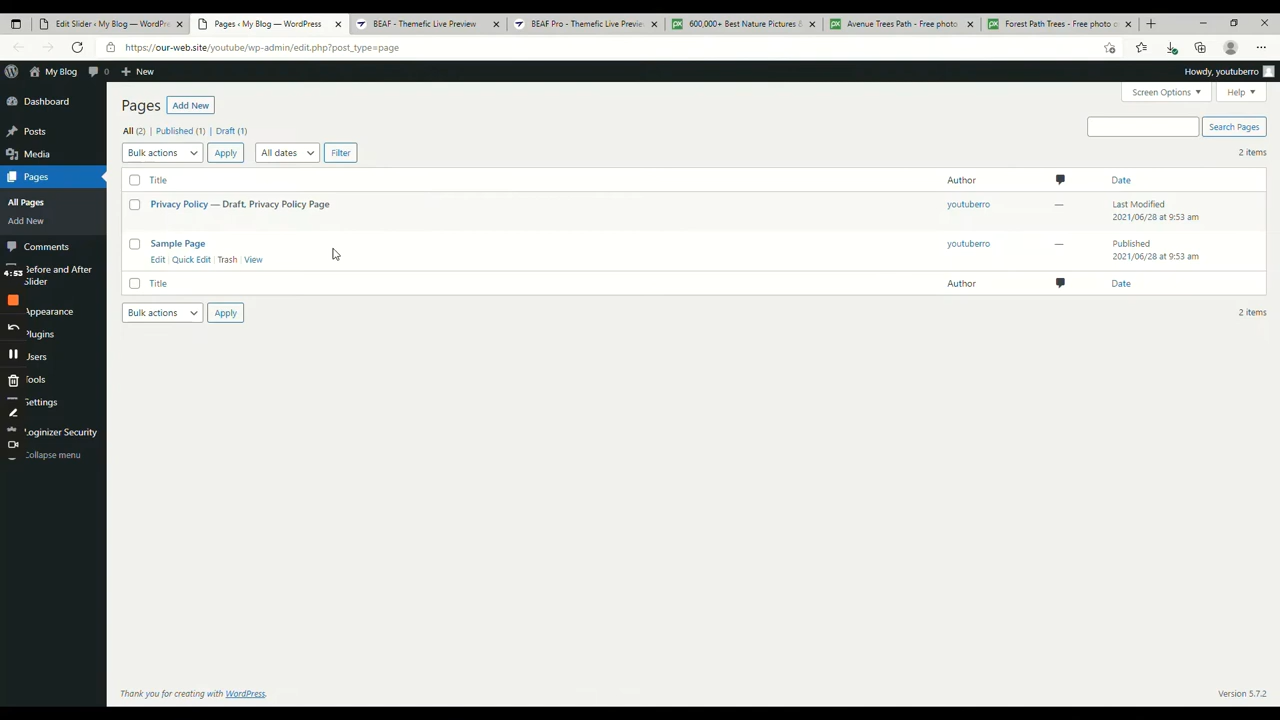 Edit Slider ‹ My Blog — WordPre
Pages ‹ My Blog — WordPress
BEAF - Themefic Live Preview
BEAF Pro - Themefic Live Preview
600,000+ Best Nature Pictures &
Avenue Trees Path - Free photo
Forest Path Trees - Free photo o
https://our-web.site/youtube/wp-admin/edit.php?post_type=page
My Blog
0
New
Howdy, youtuberro
Dashboard
Posts
Media
Pages
All Pages
Add New
Comments
4:53
Before and After
Slider
Appearance
Plugins
Users
Tools
Settings
Loginizer Security
Collapse menu
Pages
Add New
Screen Options
Help
All (2) | Published (1) | Draft (1)
Search Pages
Bulk actions
Apply
All dates
Filter
2 items
Title
Author
Date
Privacy Policy — Draft, Privacy Policy Page
youtuberro
—
Last Modified
2021/06/28 at 9:53 am
Sample Page
youtuberro
—
Published
2021/06/28 at 9:53 am
Edit | Quick Edit | Trash | View
Title
Author
Date
Bulk actions
Apply
2 items
Thank you for creating with WordPress.
Version 5.7.2